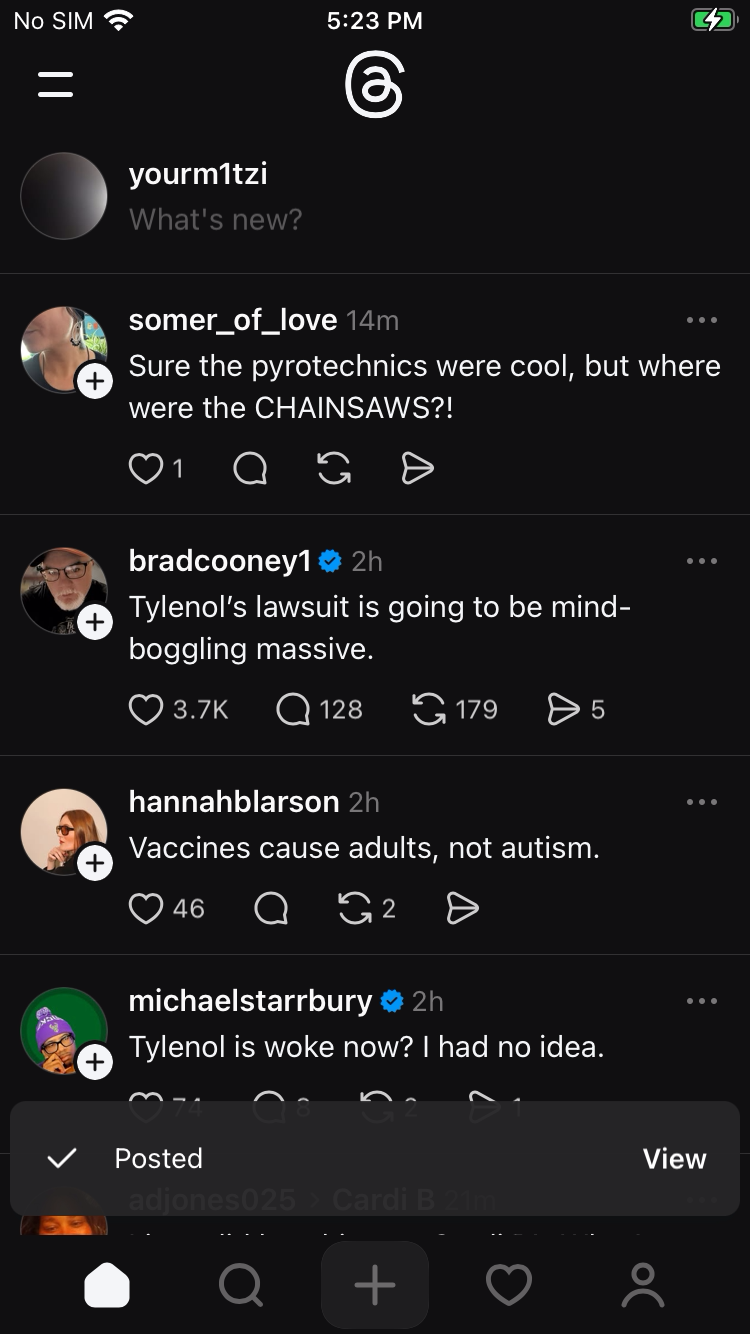 No SIM 5:23 PM
yourm1tzi
What's new?
somer_of_love 14m
Sure the pyrotechnics were cool, but where
were the CHAINSAWS?!
1
bradcooney1 2h
Tylenol’s lawsuit is going to be mind-
boggling massive.
3.7K 128 179 5
hannahblarson 2h
Vaccines cause adults, not autism.
46 2
michaelstarrbury 2h
Tylenol is woke now? I had no idea.
74 8 2 1
Posted View
adjones025 › Cardi B 21m